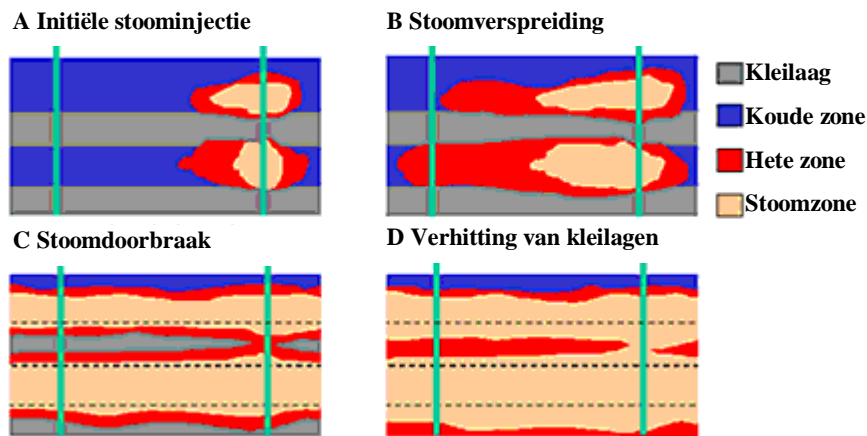 A Initiële stoominjectie
B Stoomverspreiding
Kleilaag
Koude zone
Hete zone
Stoomzone
C Stoomdoorbraak
D Verhitting van kleilagen